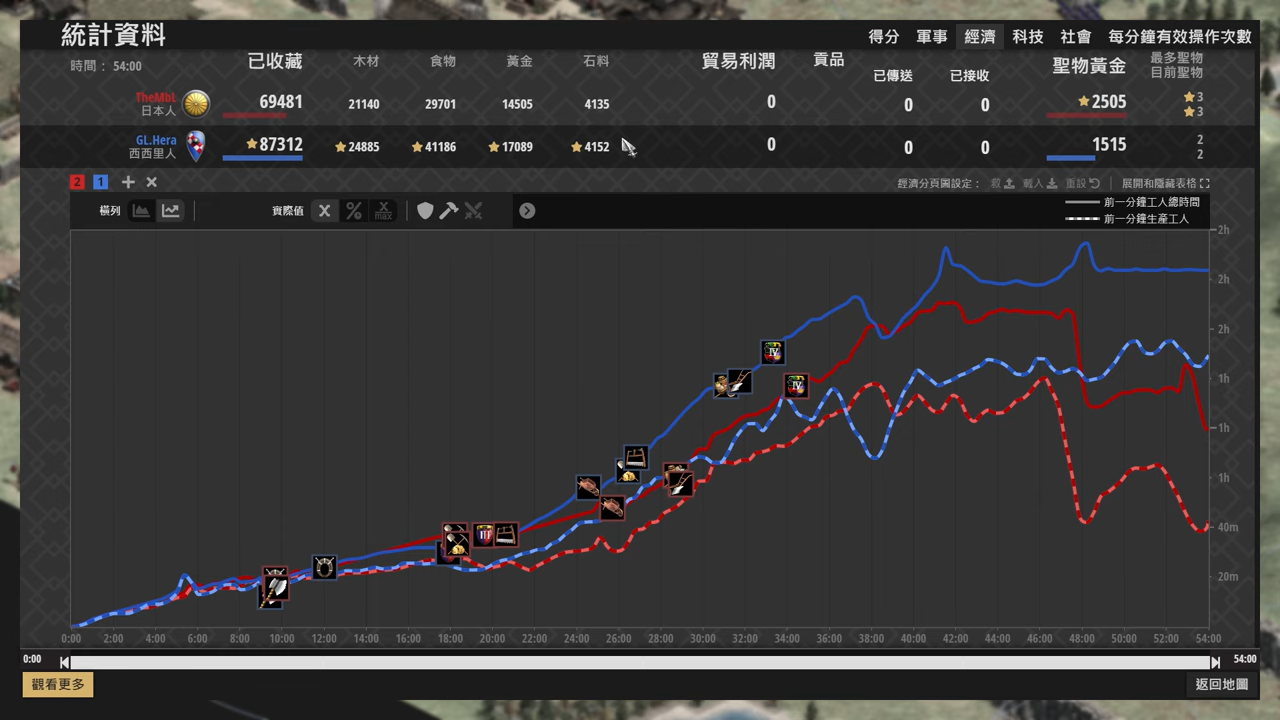 統計資料
得分 軍事 經濟 科技 社會 每分鐘有效操作次數
時間： 54:00
已收藏 木材 食物 黃金 石料 貿易利潤 貢品 已傳送 已接收 聖物黃金 最多聖物
目前聖物
TheMbL
日本人
69481 21140 29701 14505 4135 0 0 0 2505 3
3
GL.Hera
西西里人
87312 24885 41186 17089 4152 0 0 0 1515 2
2
2 1
經濟分頁圖設定： 載入 重設 展開和隱藏表格
橫列 實際值 X % X max
前一分鐘工人總時間
前一分鐘生產工人
2h
2h
2h
1h
1h
1h
40m
20m
IV
IV
III
0:00 2:00 4:00 6:00 8:00 10:00 12:00 14:00 16:00 18:00 20:00 22:00 24:00 26:00 28:00 30:00 32:00 34:00 36:00 38:00 40:00 42:00 44:00 46:00 48:00 50:00 52:00 54:00
0:00 54:00
觀看更多 返回地圖